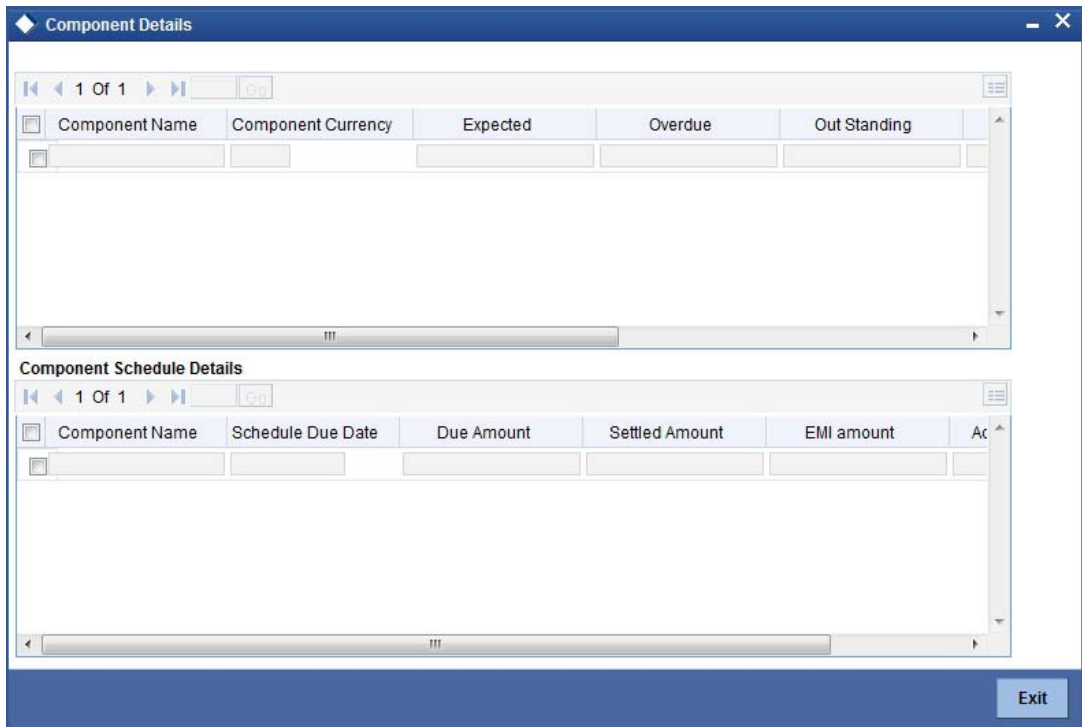 Component Details
1 Of 1 Go
Component Name Component Currency Expected Overdue Out Standing
Component Schedule Details
1 Of 1 Go
Component Name Schedule Due Date Due Amount Settled Amount EMI amount Ac
Exit